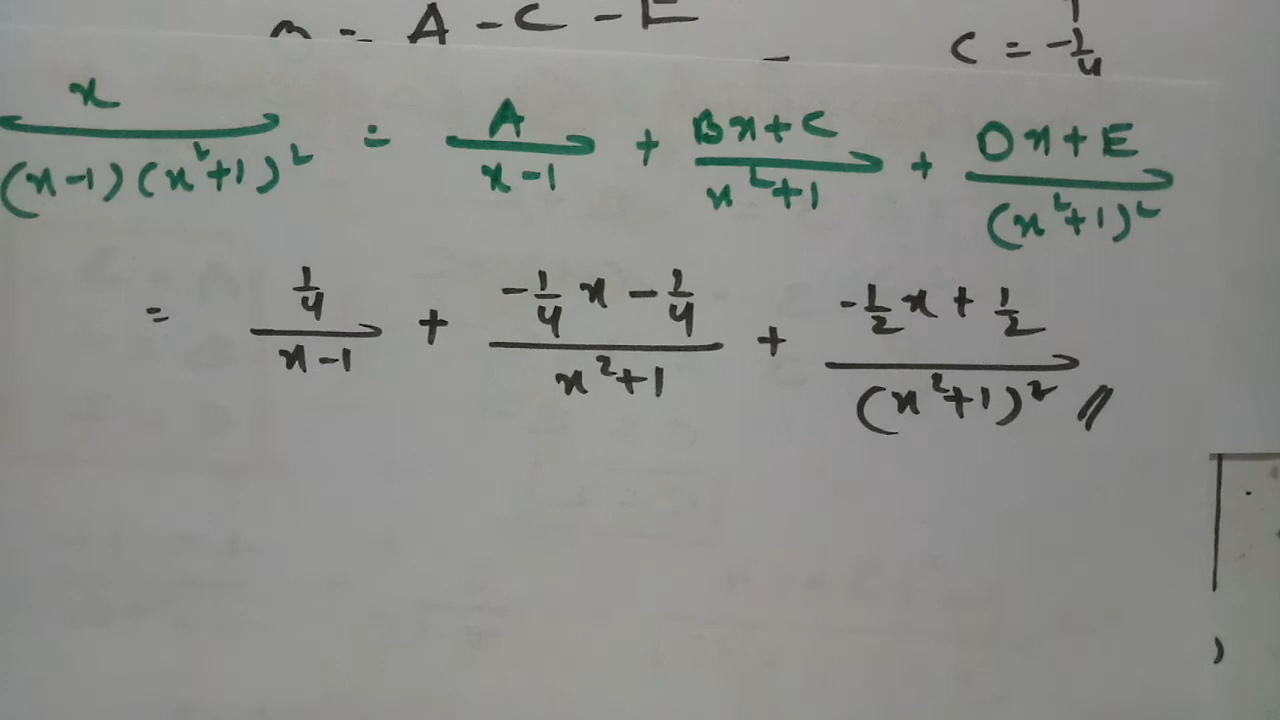 = A - C - E
C = -1/4
x/((x-1)(x²+1)²) = A/(x-1) + (Bx+C)/(x²+1) + (Dx+E)/(x²+1)²
= (1/4)/(x-1) + (-1/4 x - 1/4)/(x²+1) + (-1/2 x + 1/2)/(x²+1)² //